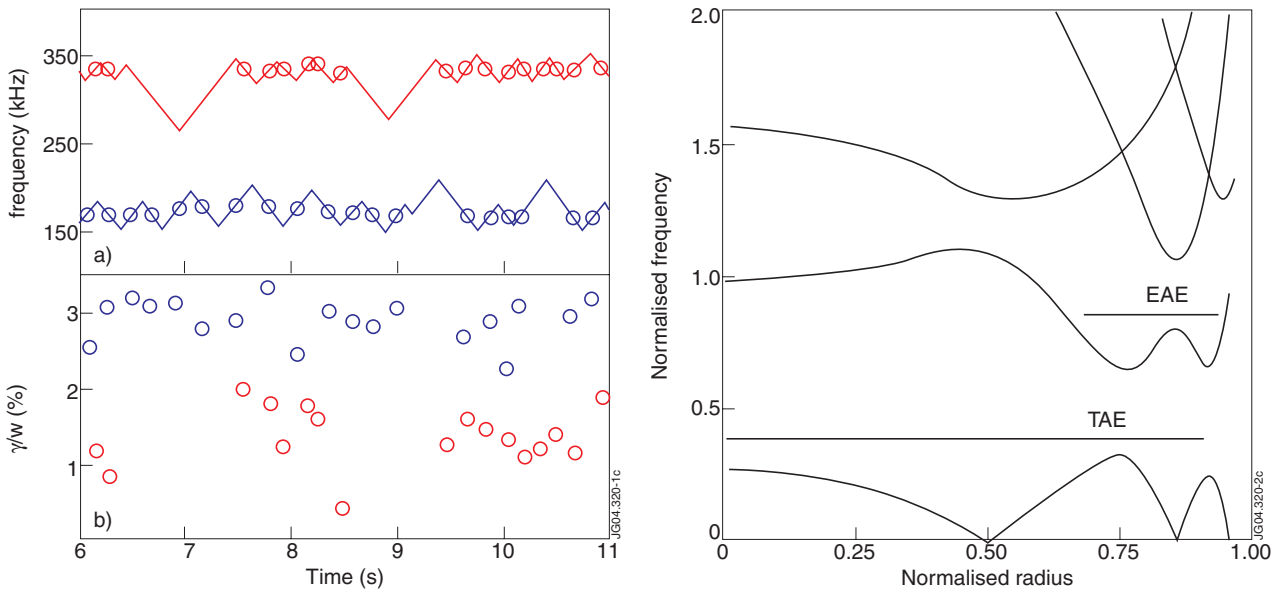 350
250
150
frequency (kHz)
a)
3
2
1
γ/w (%)
b)
6
7
8
9
10
11
Time (s)
JG04.320-1c
2.0
1.5
1.0
0.5
0
Normalised frequency
EAE
TAE
0
0.25
0.50
0.75
1.00
Normalised radius
JG04.320-2c